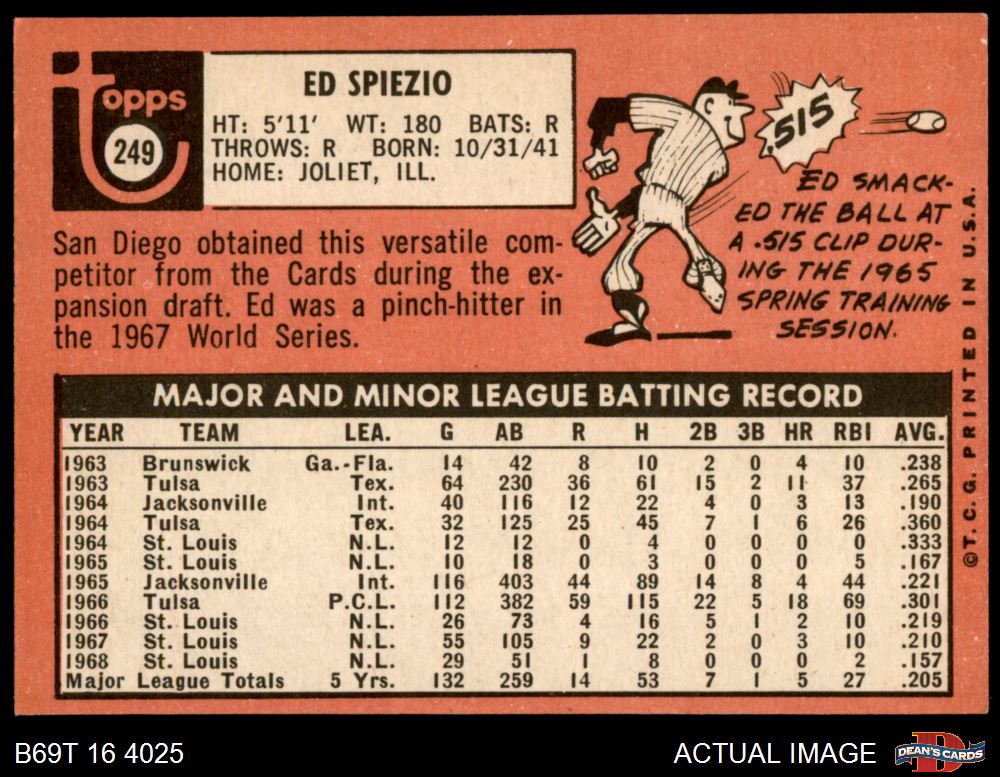 Topps
249
ED SPIEZIO
HT: 5'11' WT: 180 BATS: R
THROWS: R BORN: 10/31/41
HOME: JOLIET, ILL.
San Diego obtained this versatile com-
petitor from the Cards during the ex-
pansion draft. Ed was a pinch-hitter in
the 1967 World Series.
.515
ED SMACK-
ED THE BALL AT
A .515 CLIP DUR-
ING THE 1965
SPRING TRAINING
SESSION.
©T. C. G. PRINTED IN U.S.A.
MAJOR AND MINOR LEAGUE BATTING RECORD
YEAR TEAM LEA. G AB R H 2B 3B HR RBI AVG.
1963 Brunswick Ga.-Fla. 14 42 8 10 2 0 4 10 .238
1963 Tulsa Tex. 64 230 36 61 15 2 11 37 .265
1964 Jacksonville Int. 40 116 12 22 4 0 3 13 .190
1964 Tulsa Tex. 32 125 25 45 7 1 6 26 .360
1964 St. Louis N.L. 12 12 0 4 0 0 0 0 .333
1965 St. Louis N.L. 10 18 0 3 0 0 0 5 .167
1965 Jacksonville Int. 116 403 44 89 14 8 4 44 .221
1966 Tulsa P.C.L. 112 382 59 115 22 5 18 69 .301
1966 St. Louis N.L. 26 73 4 16 5 1 2 10 .219
1967 St. Louis N.L. 55 105 9 22 2 0 3 10 .210
1968 St. Louis N.L. 29 51 1 8 0 0 0 2 .157
Major League Totals 5 Yrs. 132 259 14 53 7 1 5 27 .205
B69T 16 4025
ACTUAL IMAGE
DEAN'S CARDS